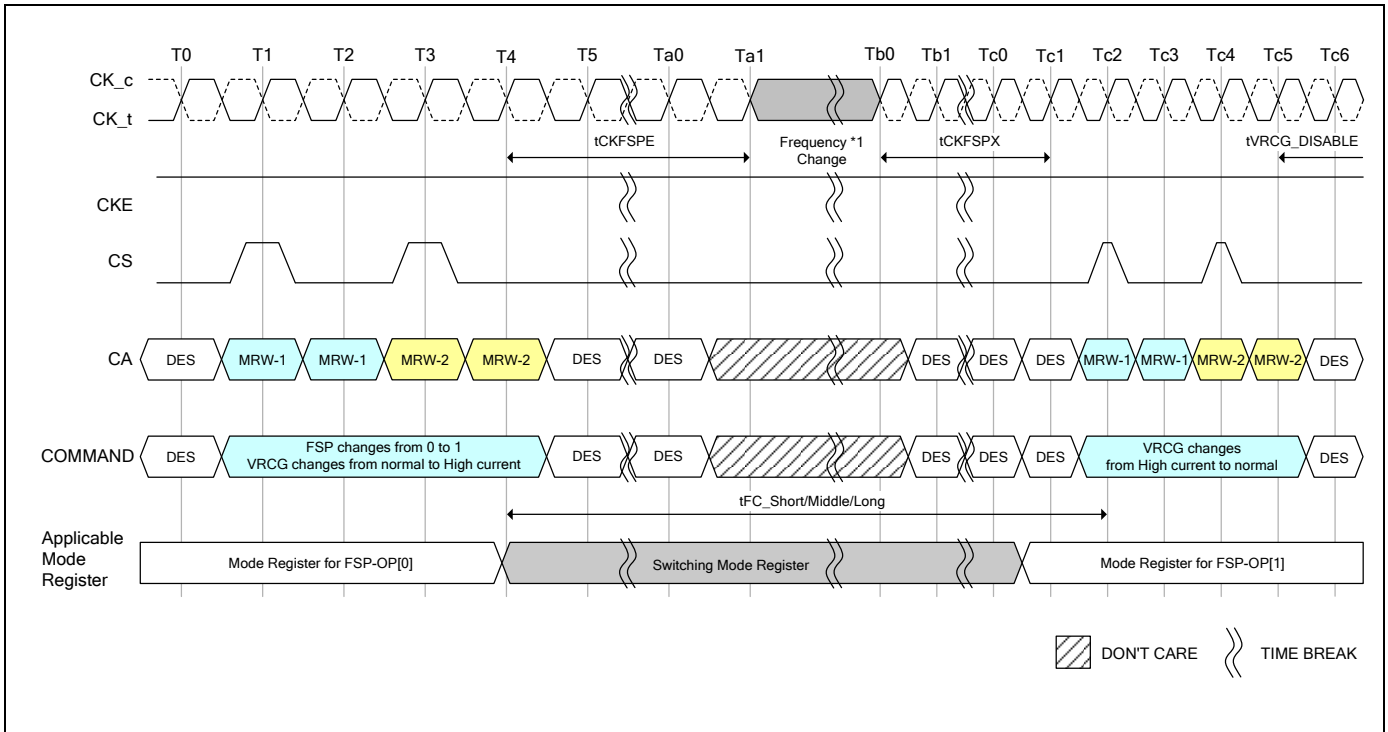 T0 T1 T2 T3 T4 T5 Ta0 Ta1 Tb0 Tb1 Tc0 Tc1 Tc2 Tc3 Tc4 Tc5 Tc6
CK_c
CK_t
tCKFSPE
Frequency *1
Change
tCKFSPX
tVRCG_DISABLE
CKE
CS
CA DES MRW-1 MRW-1 MRW-2 MRW-2 DES DES DES DES DES MRW-1 MRW-1 MRW-2 MRW-2 DES
COMMAND DES
FSP changes from 0 to 1
VRCG changes from normal to High current
DES DES DES DES DES
VRCG changes
from High current to normal
DES
tFC_Short/Middle/Long
Applicable
Mode
Register
Mode Register for FSP-OP[0] Switching Mode Register Mode Register for FSP-OP[1]
DON'T CARE TIME BREAK